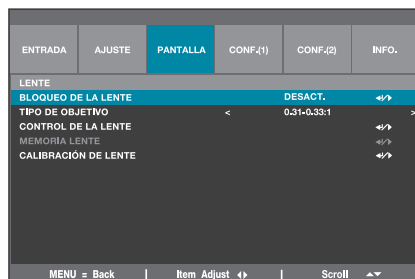 ENTRADA AJUSTE PANTALLA CONF.(1) CONF.(2) INFO.
LENTE
BLOQUEO DE LA LENTE DESACT. ↵/>
TIPO DE OBJETIVO < 0.31-0.33:1 >
CONTROL DE LA LENTE ↵/>
MEMORIA LENTE ↵/>
CALIBRACIÓN DE LENTE ↵/>
MENU = Back | Item Adjust ◀▶ | Scroll ▲▼